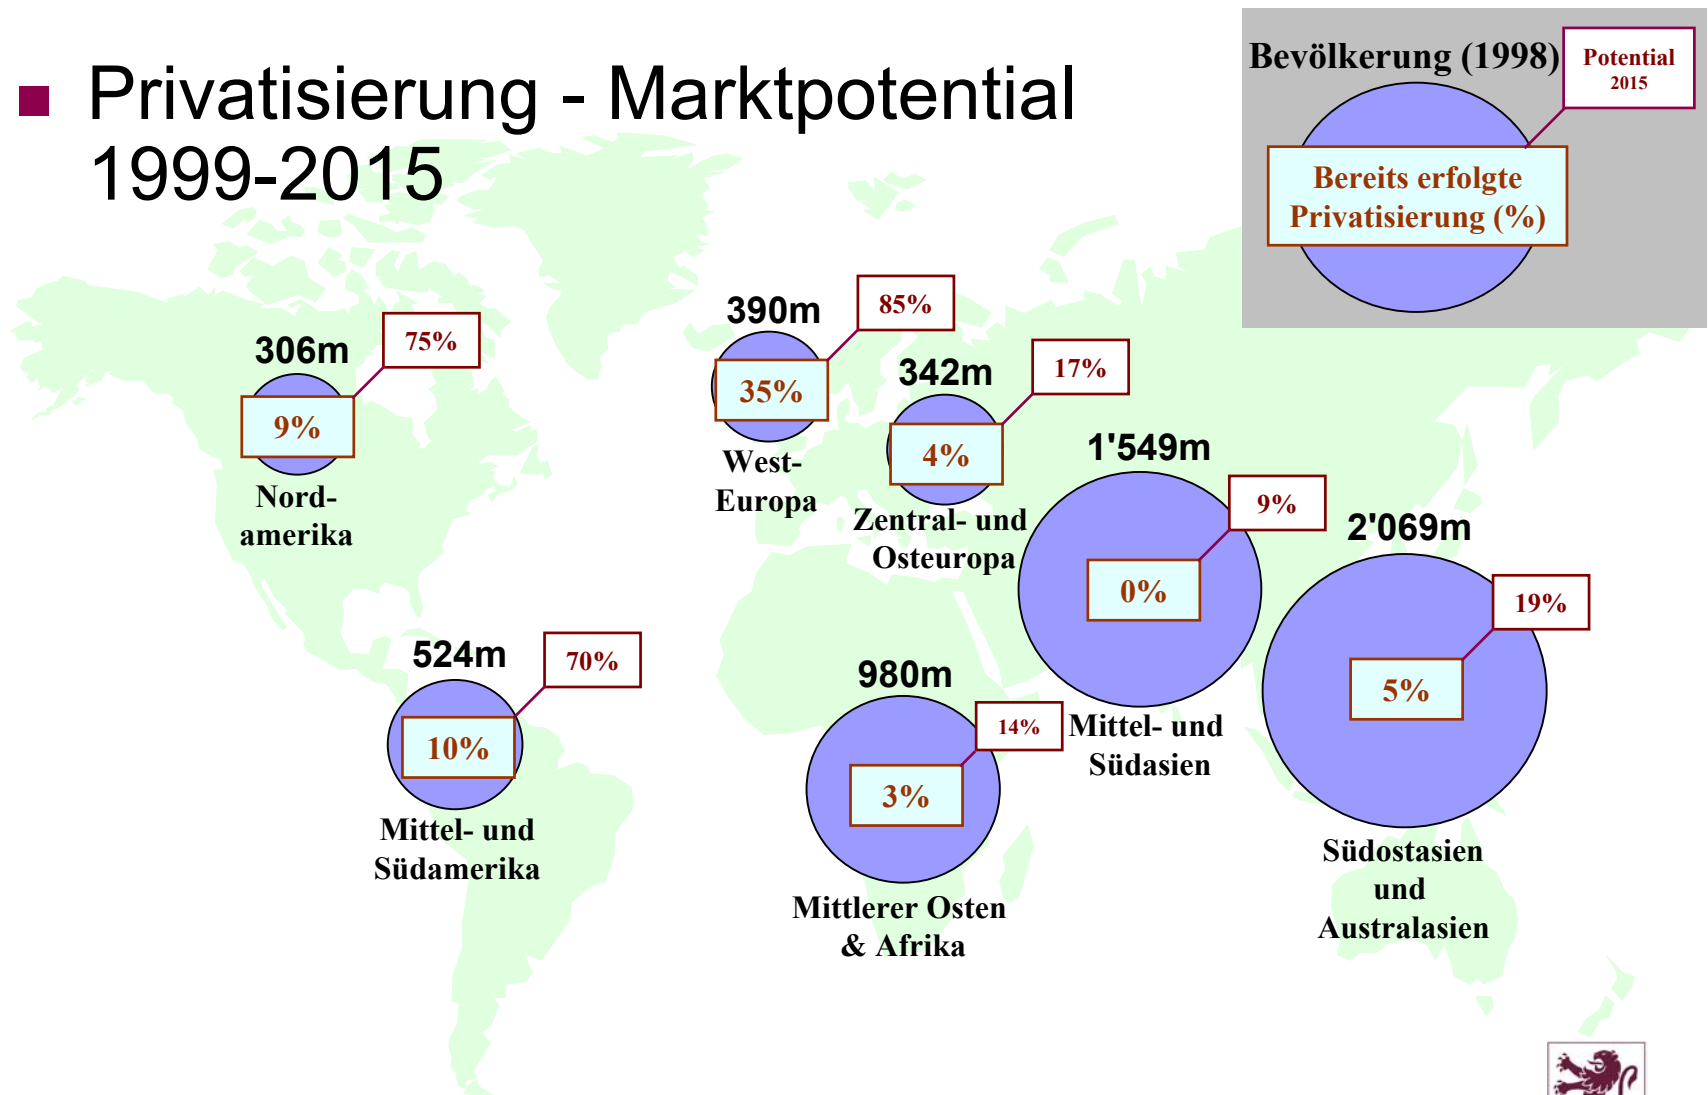 Privatisierung - Marktpotential
1999-2015
Bevölkerung (1998)
Potential
2015
Bereits erfolgte
Privatisierung (%)
306m
75%
9%
Nord-
amerika
390m
85%
35%
West-
Europa
342m
17%
4%
Zentral- und
Osteuropa
1'549m
9%
0%
Mittel- und
Südasien
2'069m
19%
5%
Südostasien
und
Australasien
524m
70%
10%
Mittel- und
Südamerika
980m
14%
3%
Mittlerer Osten
& Afrika